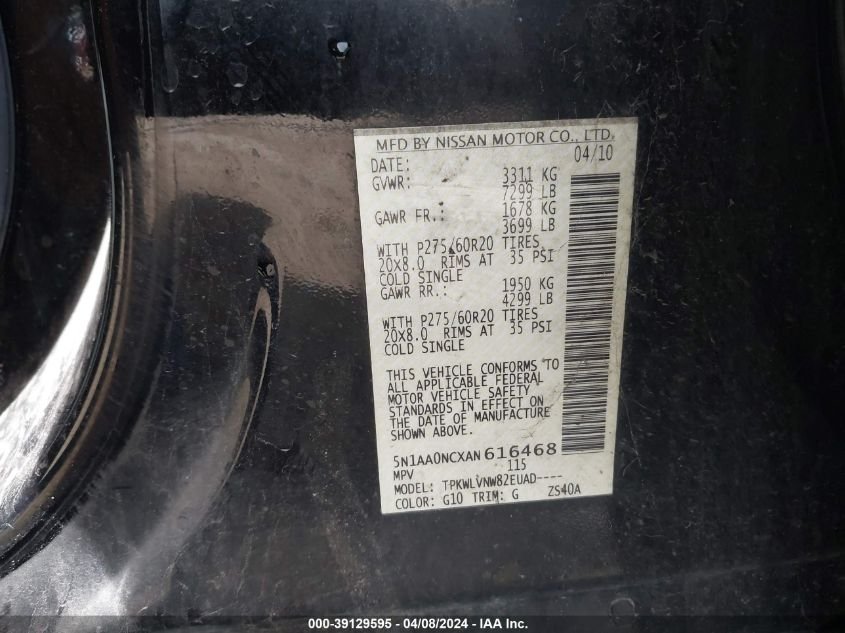 MFD BY NISSAN MOTOR CO., LTD.
DATE: 04/10
GVWR: 3311 KG
7299 LB
GAWR FR.: 1678 KG
3699 LB
WITH P275/60R20 TIRES
20X8.0 RIMS AT 35 PSI
COLD SINGLE
GAWR RR.: 1950 KG
4299 LB
WITH P275/60R20 TIRES
20X8.0 RIMS AT 35 PSI
COLD SINGLE
THIS VEHICLE CONFORMS TO
ALL APPLICABLE FEDERAL
MOTOR VEHICLE SAFETY
STANDARDS IN EFFECT ON
THE DATE OF MANUFACTURE
SHOWN ABOVE.
5N1AA0NCXAN616468
MPV 115
MODEL: TPKWLVNW82EUAD----
COLOR: G10 TRIM: G ZS40A
000-39129595 - 04/08/2024 - IAA Inc.